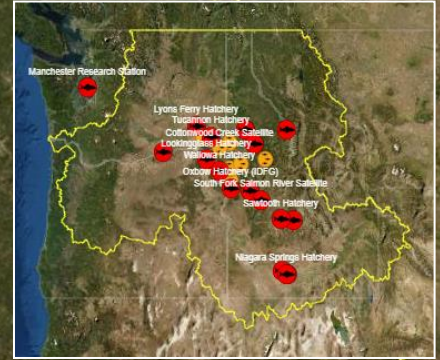 Manchester Research Station
Lyons Ferry Hatchery
Tucannon Hatchery
Cottonwood Creek Satellite
Lookingglass Hatchery
Wallowa Hatchery
Oxbow Hatchery (IDFG)
South Fork Salmon River Satellite
Sawtooth Hatchery
Niagara Springs Hatchery